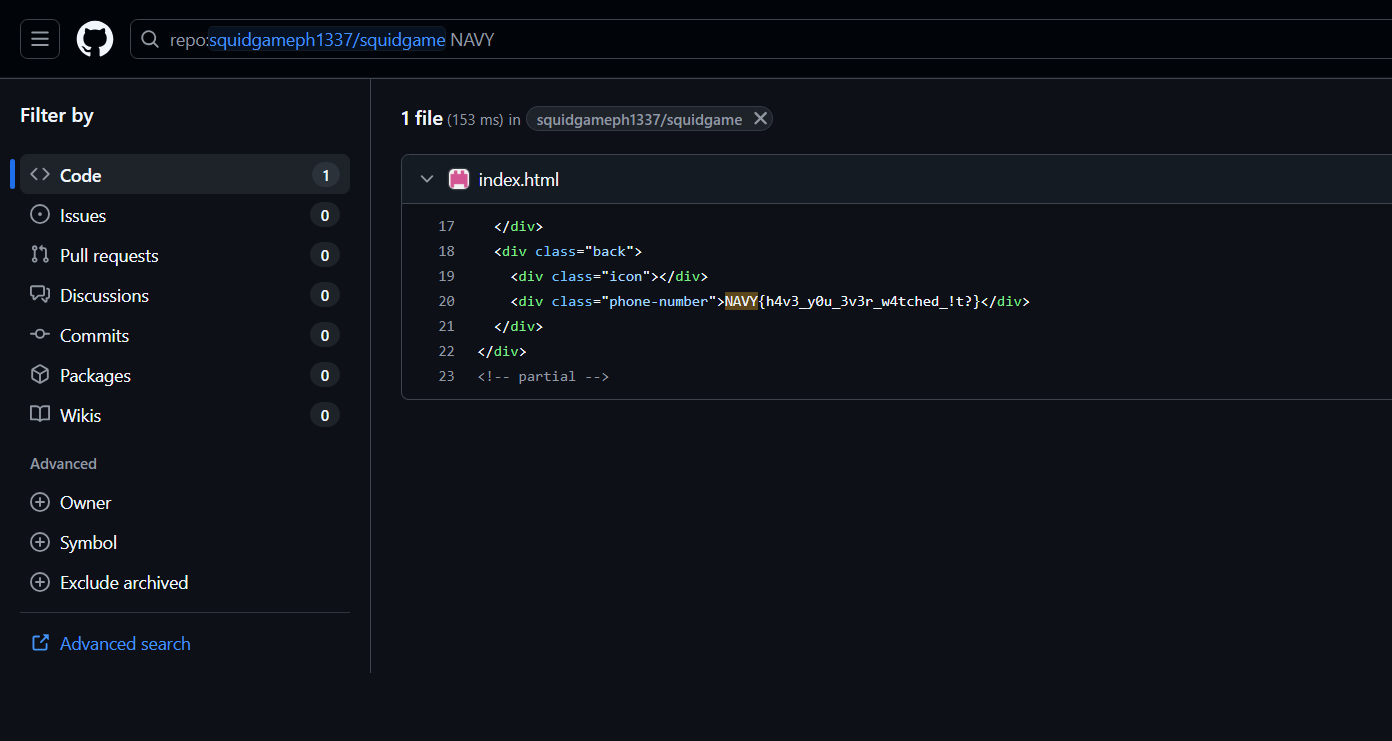 repo:squidgameph1337/squidgame NAVY
Filter by
Code 1
Issues 0
Pull requests 0
Discussions 0
Commits 0
Packages 0
Wikis 0
Advanced
Owner
Symbol
Exclude archived
Advanced search
1 file (153 ms) in squidgameph1337/squidgame
index.html
17 </div>
18 <div class="back">
19 <div class="icon"></div>
20 <div class="phone-number">NAVY{h4v3_y0u_3v3r_w4tched_!t?}</div>
21 </div>
22 </div>
23 <!-- partial -->